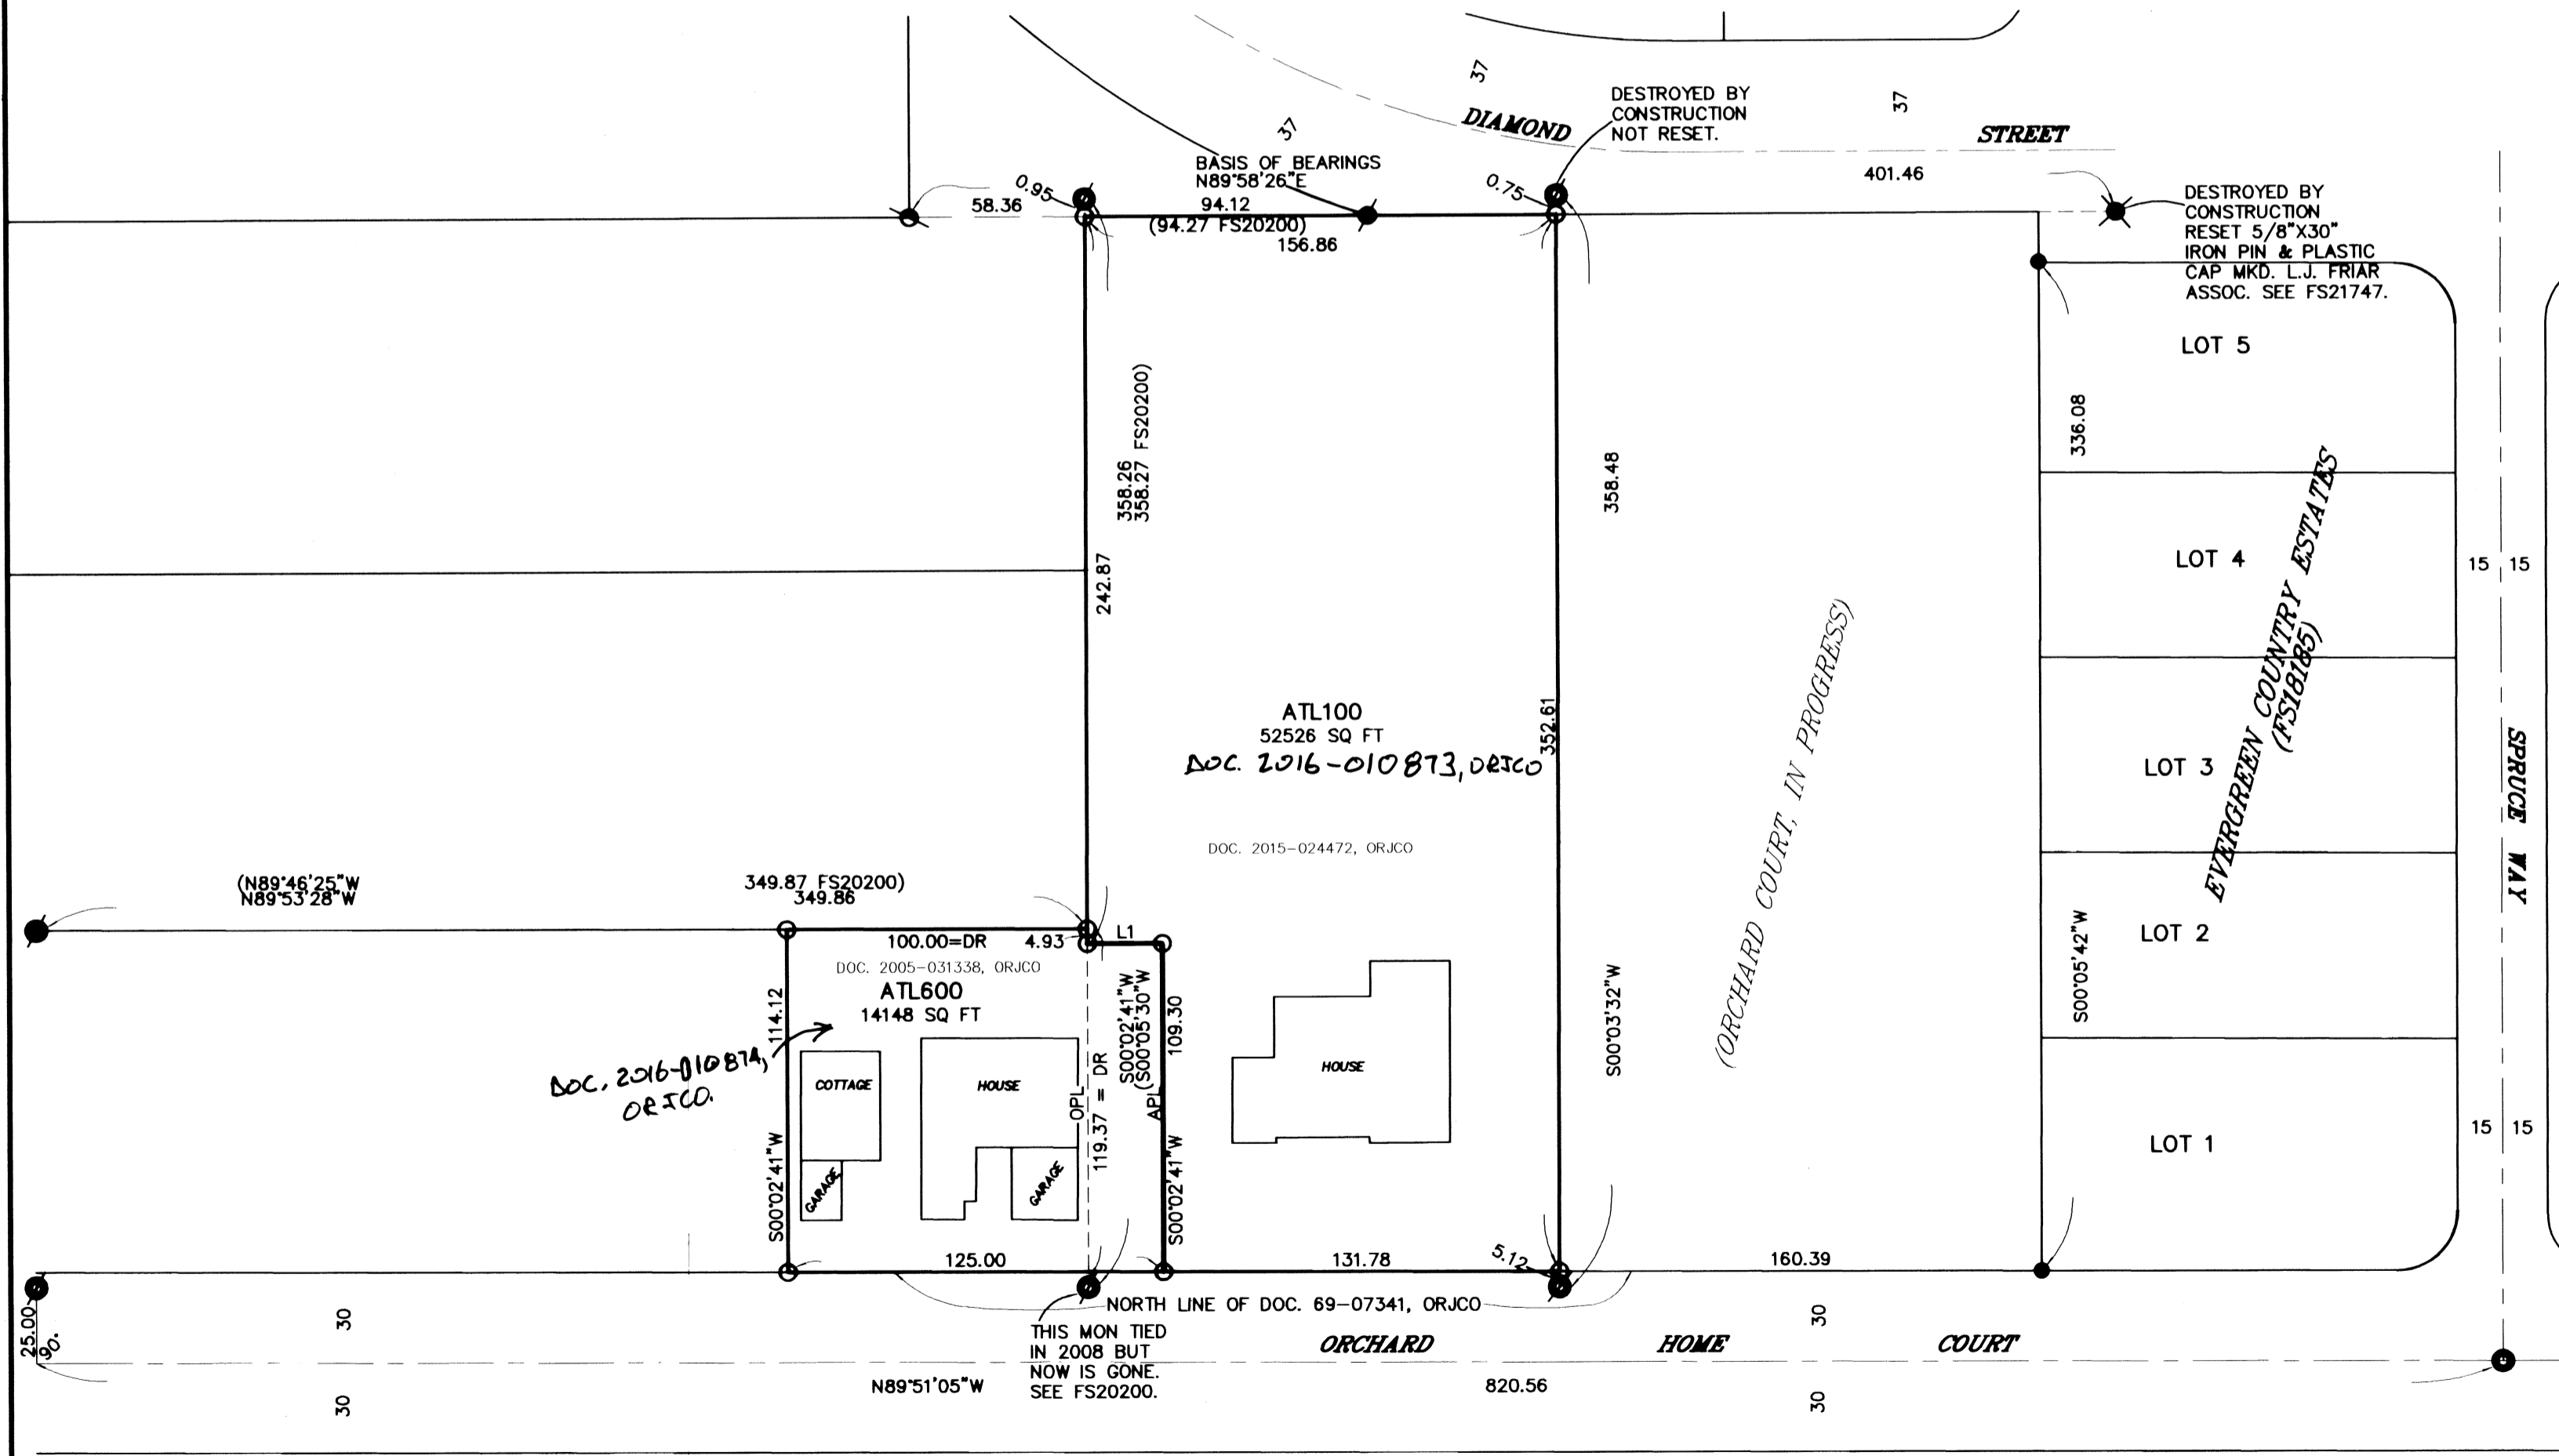 37
DIAMOND
37
37
STREET
DESTROYED BY
CONSTRUCTION
NOT RESET.
BASIS OF BEARINGS
N89°58'26"E
58.36
0.95
94.12
(94.27 FS20200)
156.86
0.75
401.46
DESTROYED BY
CONSTRUCTION
RESET 5/8"X30"
IRON PIN & PLASTIC
CAP MKD. L.J. FRIAR
ASSOC. SEE FS21747.
LOT 5
358.26
358.27 FS20200)
242.87
358.48
336.08
LOT 4
15
15
EVERGREEN COUNTRY ESTATES
(FS18185)
ATL100
52526 SQ FT
DOC. 2016-010873, ORJCO
352.61
DOC. 2015-024472, ORJCO
(ORCHARD COURT, IN PROGRESS)
LOT 3
SPRUCE WAY
(N89°46'25"W
N89°53'28"W
349.87 FS20200)
349.86
100.00=DR
4.93
L1
DOC. 2005-031338, ORJCO
ATL600
14148 SQ FT
114.12
DOC. 2016-010874,
ORJCO.
S00°02'41"W
COTTAGE
GARAGE
HOUSE
GARAGE
OPL
119.37 = DR
S00°02'41"W
(S00°05'30"W
APL
109.30
S00°02'41"W
HOUSE
S00°03'32"W
S00°05'42"W
LOT 2
LOT 1
15
15
125.00
131.78
5.12
160.39
NORTH LINE OF DOC. 69-07341, ORJCO
25.00
90°
30
30
THIS MON TIED
IN 2008 BUT
NOW IS GONE.
SEE FS20200.
ORCHARD
HOME
COURT
30
30
N89°51'05"W
820.56